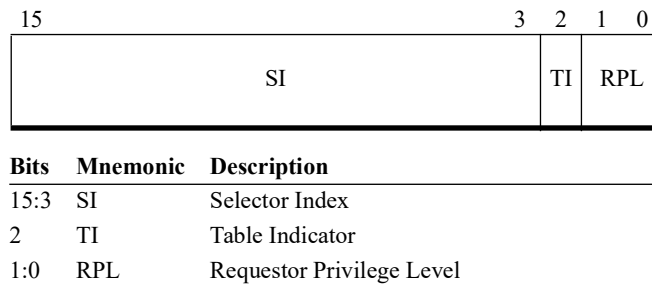 15 3 2 1 0
SI TI RPL
Bits Mnemonic Description
15:3 SI Selector Index
2 TI Table Indicator
1:0 RPL Requestor Privilege Level